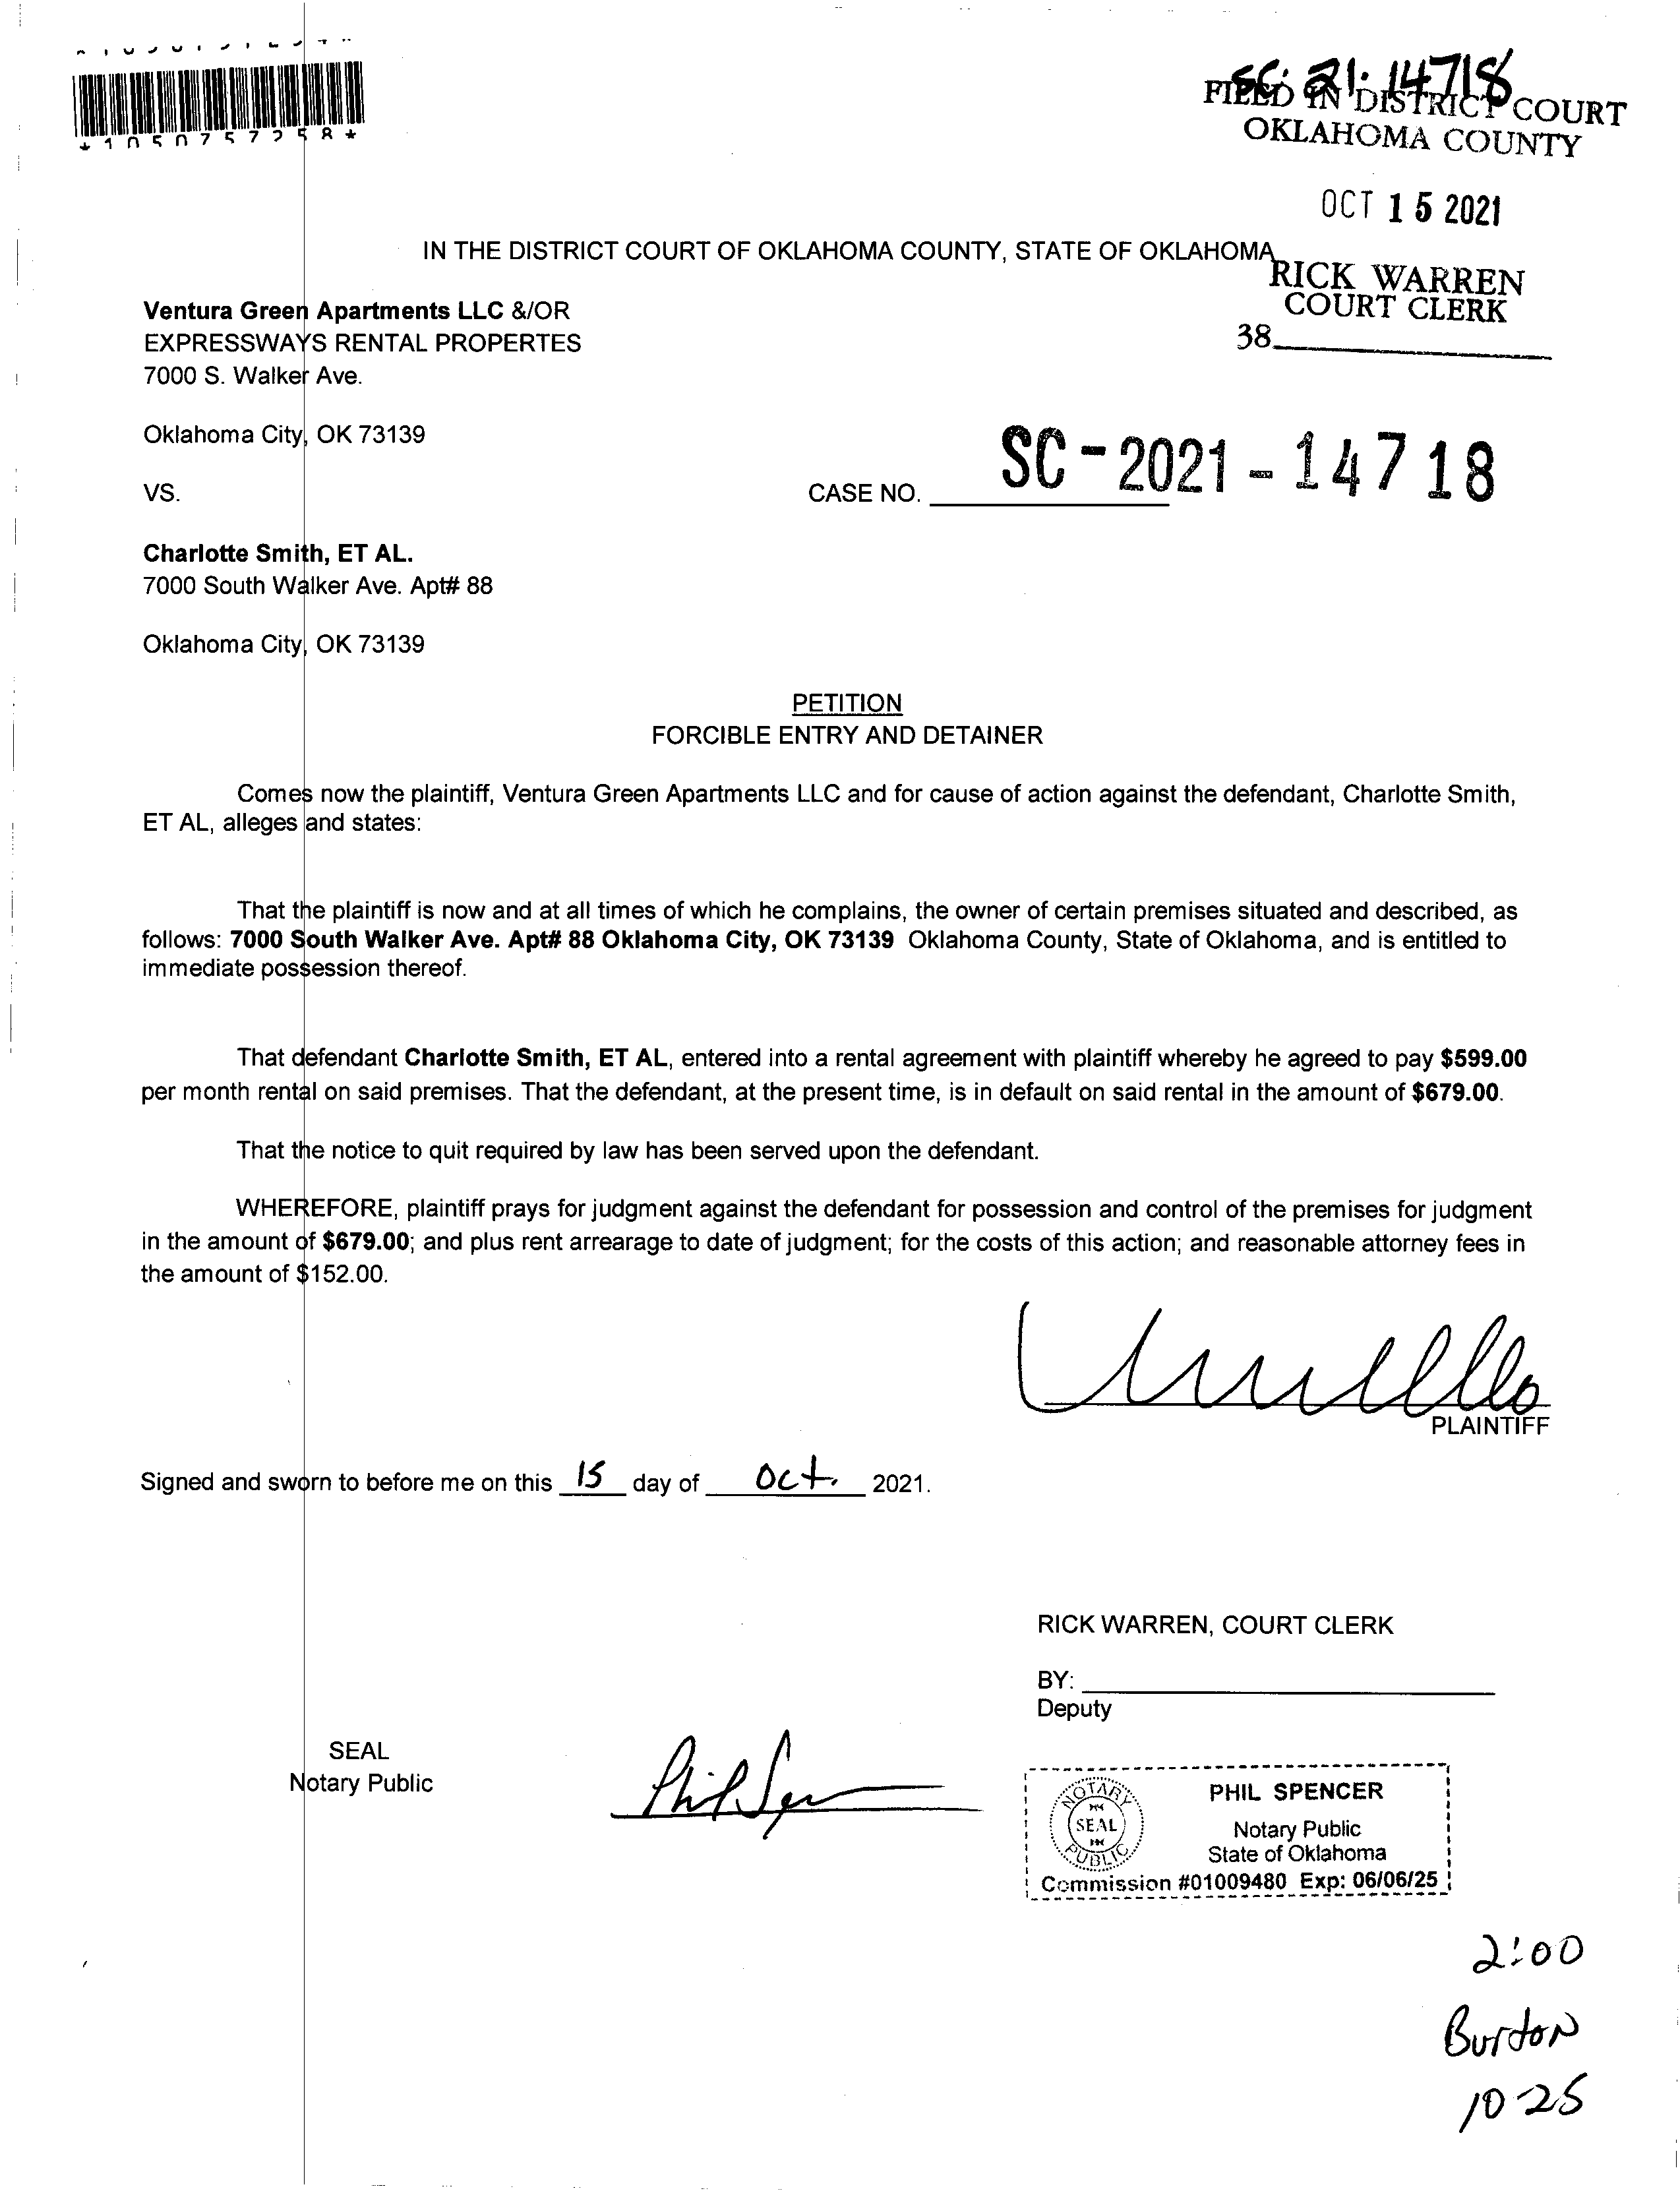 *1050757258*
SC-21-14718
FILED IN DISTRICT COURT
OKLAHOMA COUNTY
OCT 15 2021
IN THE DISTRICT COURT OF OKLAHOMA COUNTY, STATE OF OKLAHOMA
RICK WARREN
COURT CLERK
38
Ventura Green Apartments LLC &/OR
EXPRESSWAYS RENTAL PROPERTES
7000 S. Walker Ave.
Oklahoma City, OK 73139
SC-2021-14718
VS.
CASE NO.
Charlotte Smith, ET AL.
7000 South Walker Ave. Apt# 88
Oklahoma City, OK 73139
PETITION
FORCIBLE ENTRY AND DETAINER
Comes now the plaintiff, Ventura Green Apartments LLC and for cause of action against the defendant, Charlotte Smith,
ET AL, alleges and states:
That the plaintiff is now and at all times of which he complains, the owner of certain premises situated and described, as
follows: 7000 South Walker Ave. Apt# 88 Oklahoma City, OK 73139 Oklahoma County, State of Oklahoma, and is entitled to
immediate possession thereof.
That defendant Charlotte Smith, ET AL, entered into a rental agreement with plaintiff whereby he agreed to pay $599.00
per month rental on said premises. That the defendant, at the present time, is in default on said rental in the amount of $679.00.
That the notice to quit required by law has been served upon the defendant.
WHEREFORE, plaintiff prays for judgment against the defendant for possession and control of the premises for judgment
in the amount of $679.00; and plus rent arrearage to date of judgment; for the costs of this action; and reasonable attorney fees in
the amount of $152.00.
PLAINTIFF
Signed and sworn to before me on this 15 day of Oct. 2021.
RICK WARREN, COURT CLERK
BY:
Deputy
SEAL
Notary Public
Phil Spencer
NOTARY
SEAL
PUBLIC
PHIL SPENCER
Notary Public
State of Oklahoma
Commission #01009480 Exp: 06/06/25
2:00
Burton
10-25